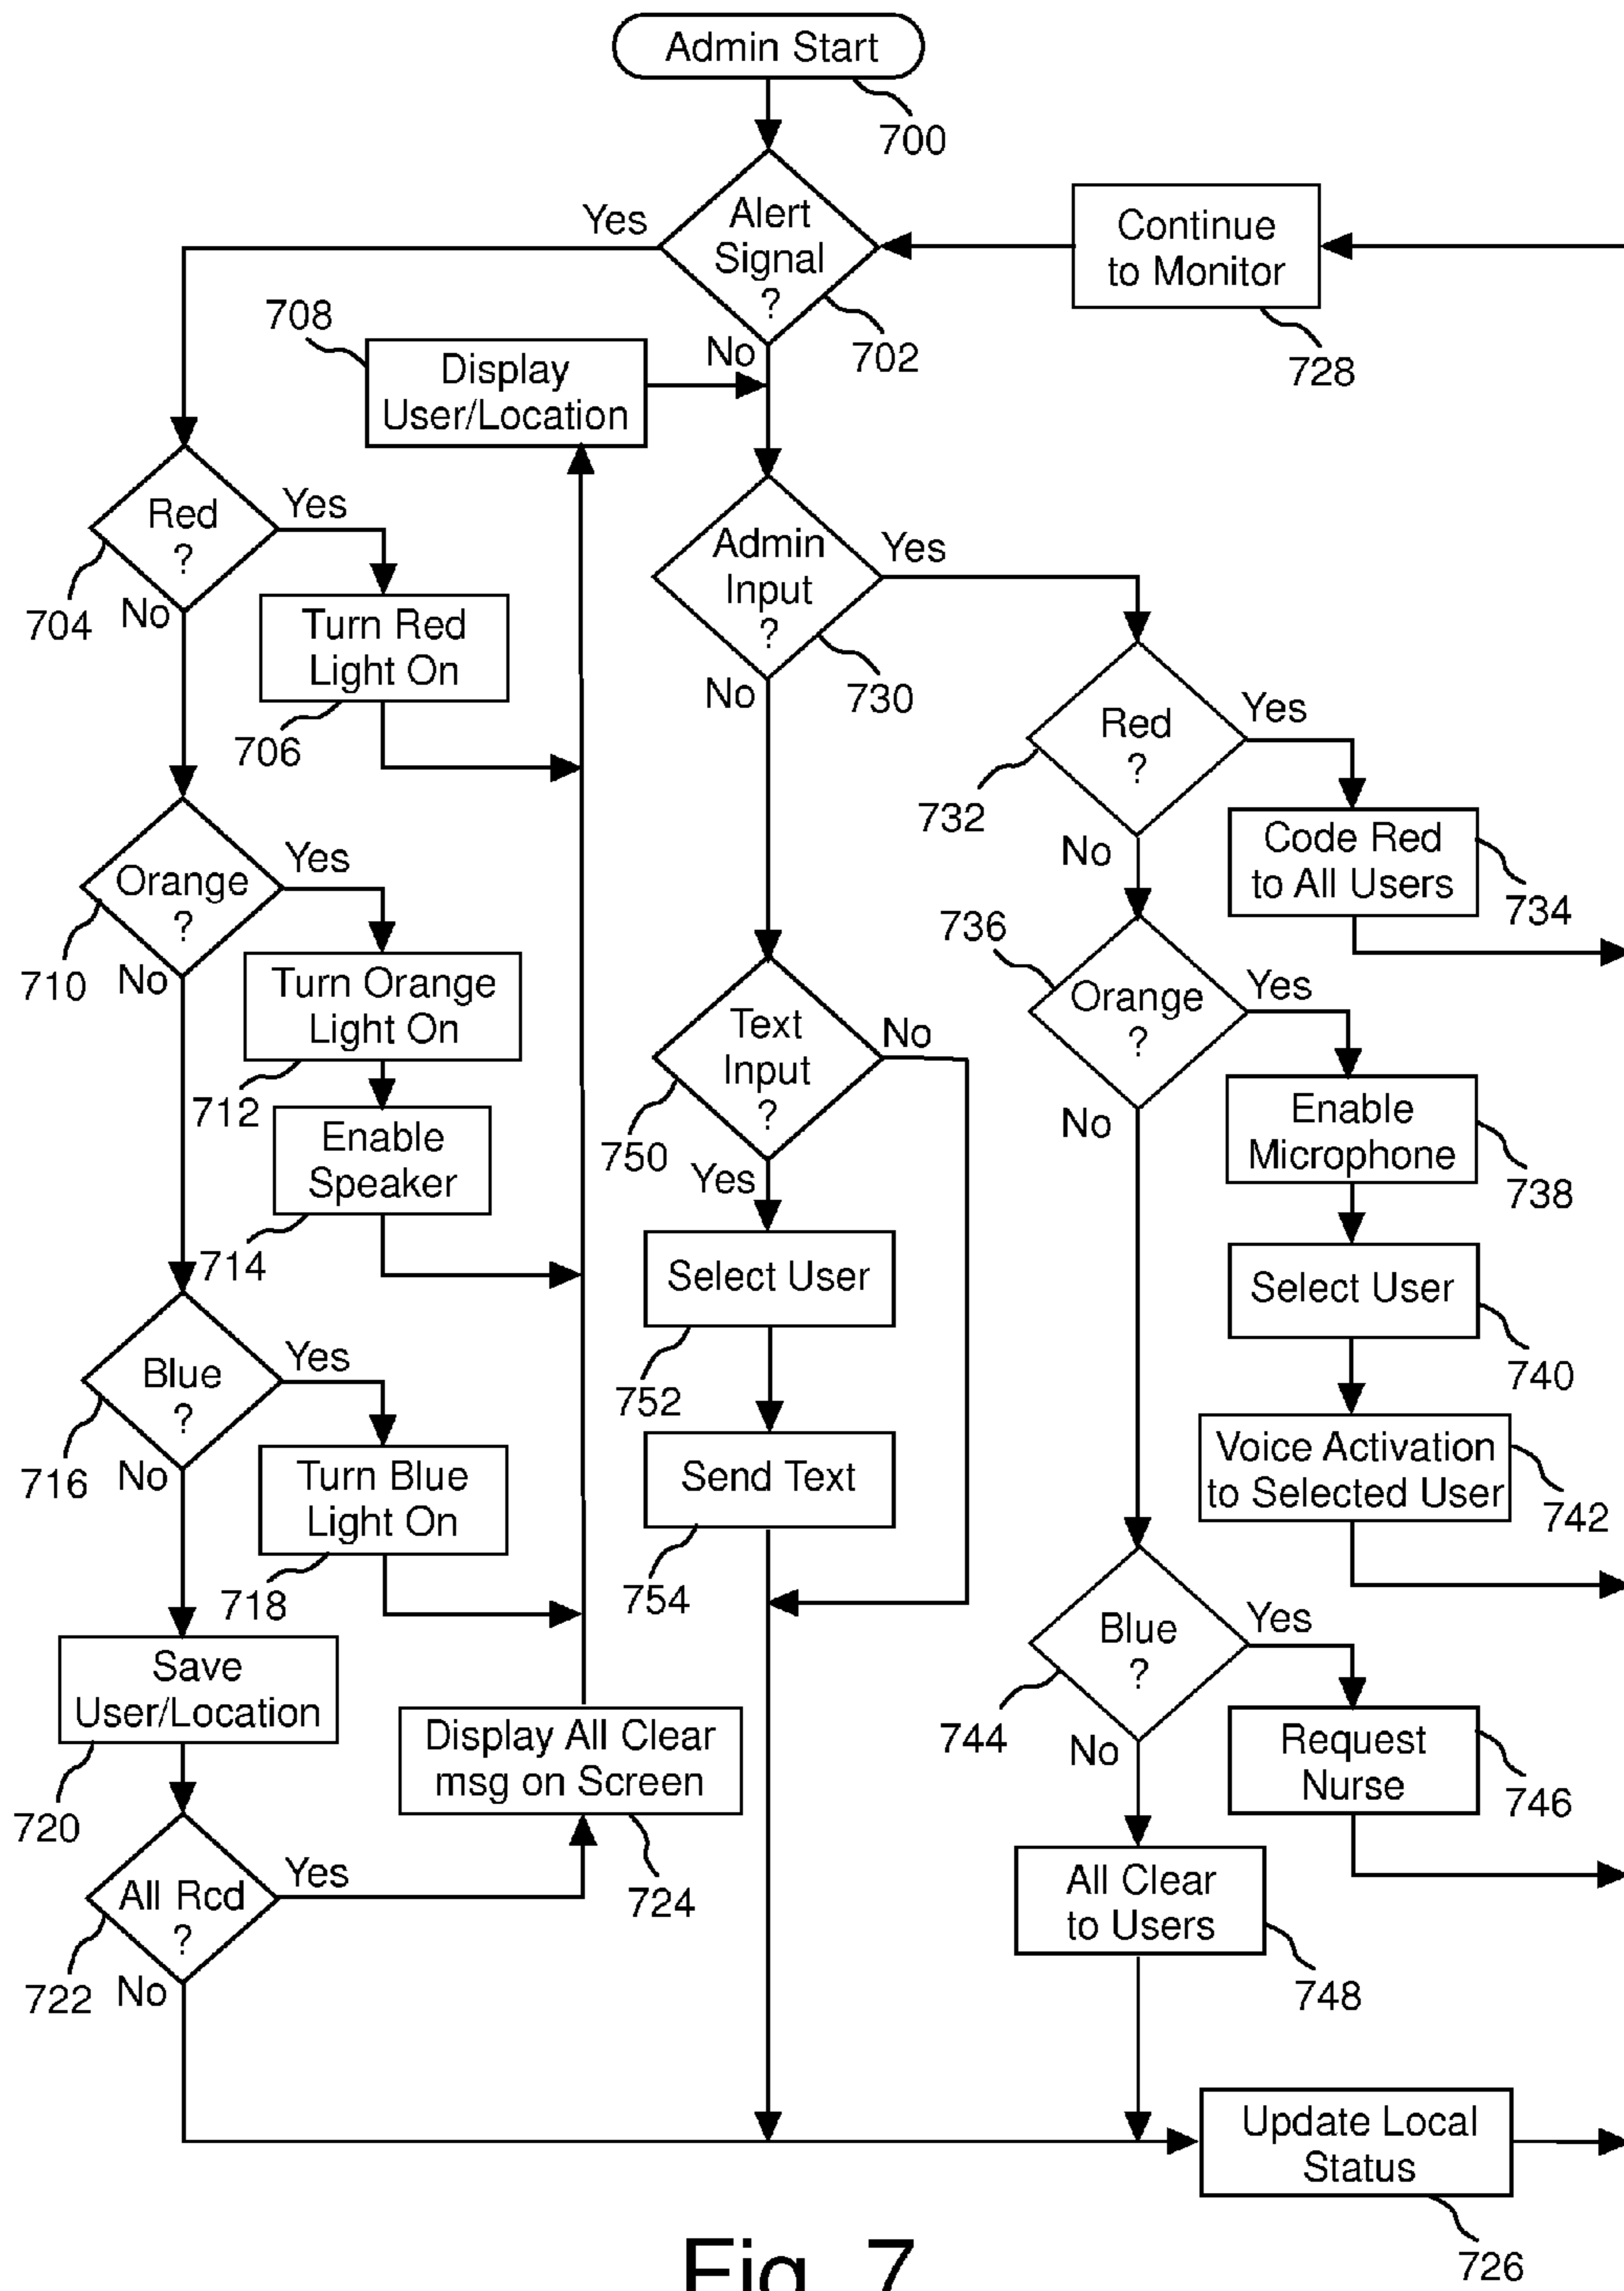 Admin Start
700
Alert
Signal
?
Yes
No
702
Continue
to Monitor
728
708
Display
User/Location
Red
?
Yes
No
704
Turn Red
Light On
706
Admin
Input
?
Yes
No
730
Red
?
Yes
No
732
Code Red
to All Users
734
Orange
?
Yes
No
710
Turn Orange
Light On
712
Enable
Speaker
714
Text
Input
?
No
Yes
750
Select User
752
Send Text
754
736
Orange
?
Yes
No
Enable
Microphone
738
Select User
740
Voice Activation
to Selected User
742
Blue
?
Yes
No
716
Turn Blue
Light On
718
Save
User/Location
720
Display All Clear
msg on Screen
724
All Rcd
?
Yes
No
722
Blue
?
Yes
No
744
Request
Nurse
746
All Clear
to Users
748
Update Local
Status
726
Fig. 7